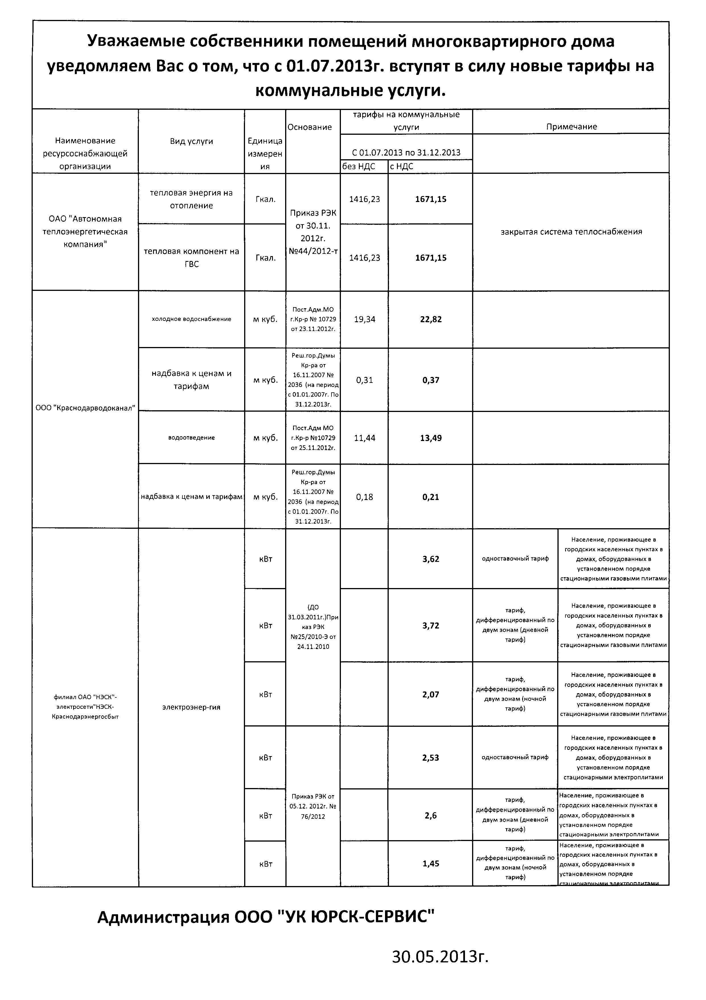 Уважаемые собственники помещений многоквартирного дома
уведомляем Вас о том, что с 01.07.2013г. вступят в силу новые тарифы на
коммунальные услуги.
Наименование
ресурсоснабжающей
организации
Вид услуги
Единица
измерен
ия
Основание
тарифы на коммунальные
услуги
С 01.07.2013 по 31.12.2013
без НДС
с НДС
Примечание
ОАО "Автономная
теплоэнергетическая
компания"
тепловая энергия на
отопление
Гкал.
Приказ РЭК
от 30.11.
2012г.
№44/2012-т
1416,23
1671,15
закрытая система теплоснабжения
тепловая компонент на
ГВС
Гкал.
1416,23
1671,15
ООО "Краснодарводоканал"
холодное водоснабжение
м куб.
Пост.Адм.МО
г.Кр-р № 10729
от 23.11.2012г.
19,34
22,82
надбавка к ценам и
тарифам
м куб.
Реш.гор.Думы
Кр-ра от
16.11.2007 №
2036 (на период
с 01.01.2007г. По
31.12.2013г.
0,31
0,37
водоотведение
м куб.
Пост.Адм МО
г.Кр-р №10729
от 25.11.2012г.
11,44
13,49
надбавка к ценам и тарифам
м куб.
Реш.гор.Думы
Кр-ра от
16.11.2007 №
2036 (на период
с 01.01.2007г. По
31.12.2013г.
0,18
0,21
филиал ОАО "НЭСК"-
электросети"НЭСК-
Краснодарэнергосбыт
электроэнер-гия
кВт
(ДО
31.03.2011г.)При
каз РЭК
№25/2010-Э от
24.11.2010
3,62
одноставочный тариф
Население, проживающее в
городских населенных пунктах в
домах, оборудованных в
установленном порядке
стационарными газовыми плитами
кВт
3,72
тариф,
дифференцированный по
двум зонам (дневной
тариф)
Население, проживающее в
городских населенных пунктах в
домах, оборудованных в
установленном порядке
стационарными газовыми плитами
кВт
2,07
тариф,
дифференцированный по
двум зонам (ночной
тариф)
Население, проживающее в
городских населенных пунктах в
домах, оборудованных в
установленном порядке
стационарными газовыми плитами
кВт
Приказ РЭК от
05.12. 2012г. №
76/2012
2,53
одноставочный тариф
Население, проживающее в
городских населенных пунктах в
домах, оборудованных в
установленном порядке
стационарными электроплитами
кВт
2,6
тариф,
дифференцированный по
двум зонам (дневной
тариф)
Население, проживающее в
городских населенных пунктах в
домах, оборудованных в
установленном порядке
стационарными электроплитами
кВт
1,45
тариф,
дифференцированный по
двум зонам (ночной
тариф)
Население, проживающее в
городских населенных пунктах в
домах, оборудованных в
установленном порядке
стационарными электроплитами
Администрация ООО "УК ЮРСК-СЕРВИС"
30.05.2013г.